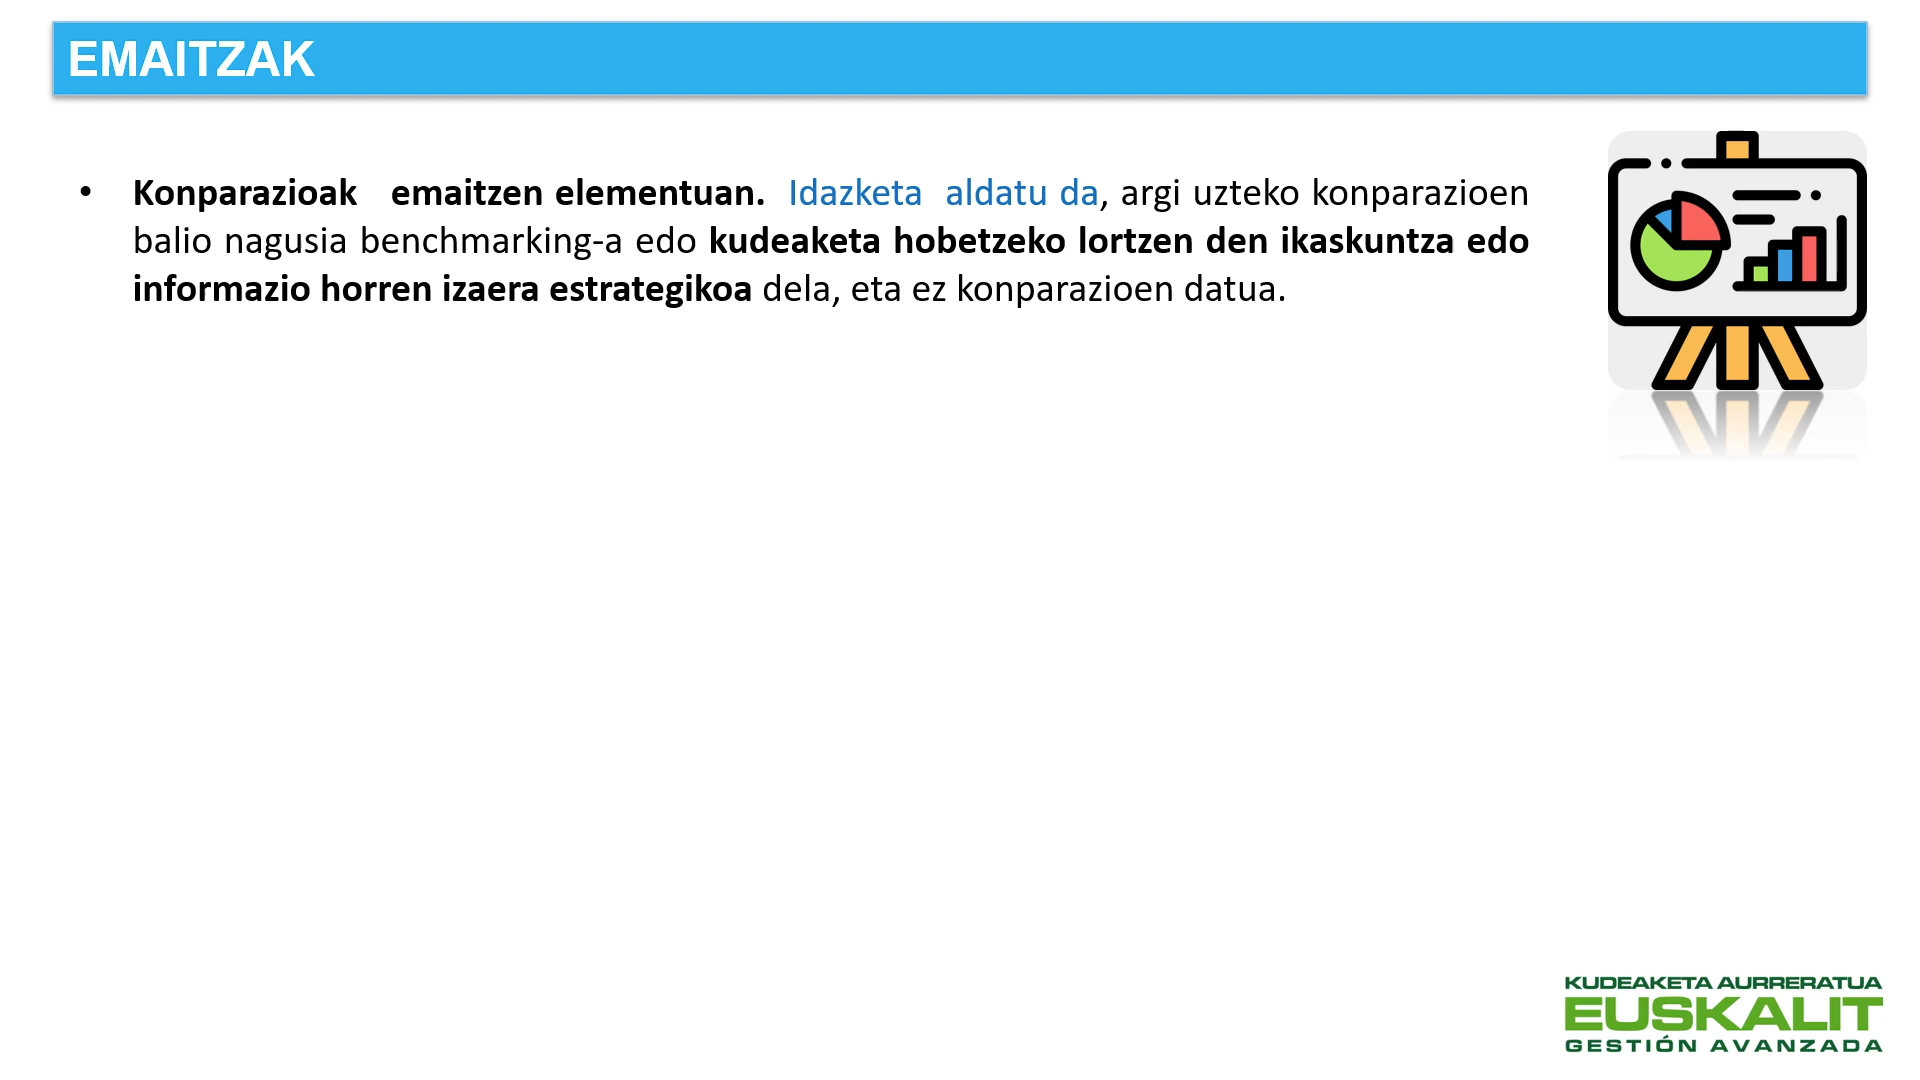 EMAITZAK
• Konparazioak emaitzen elementuan. Idazketa aldatu da, argi uzteko konparazioen
balio nagusia benchmarking-a edo kudeaketa hobetzeko lortzen den ikaskuntza edo
informazio horren izaera estrategikoa dela, eta ez konparazioen datua.
KUDEAKETA AURRERATUA
EUSKALIT
GESTIÓN AVANZADA